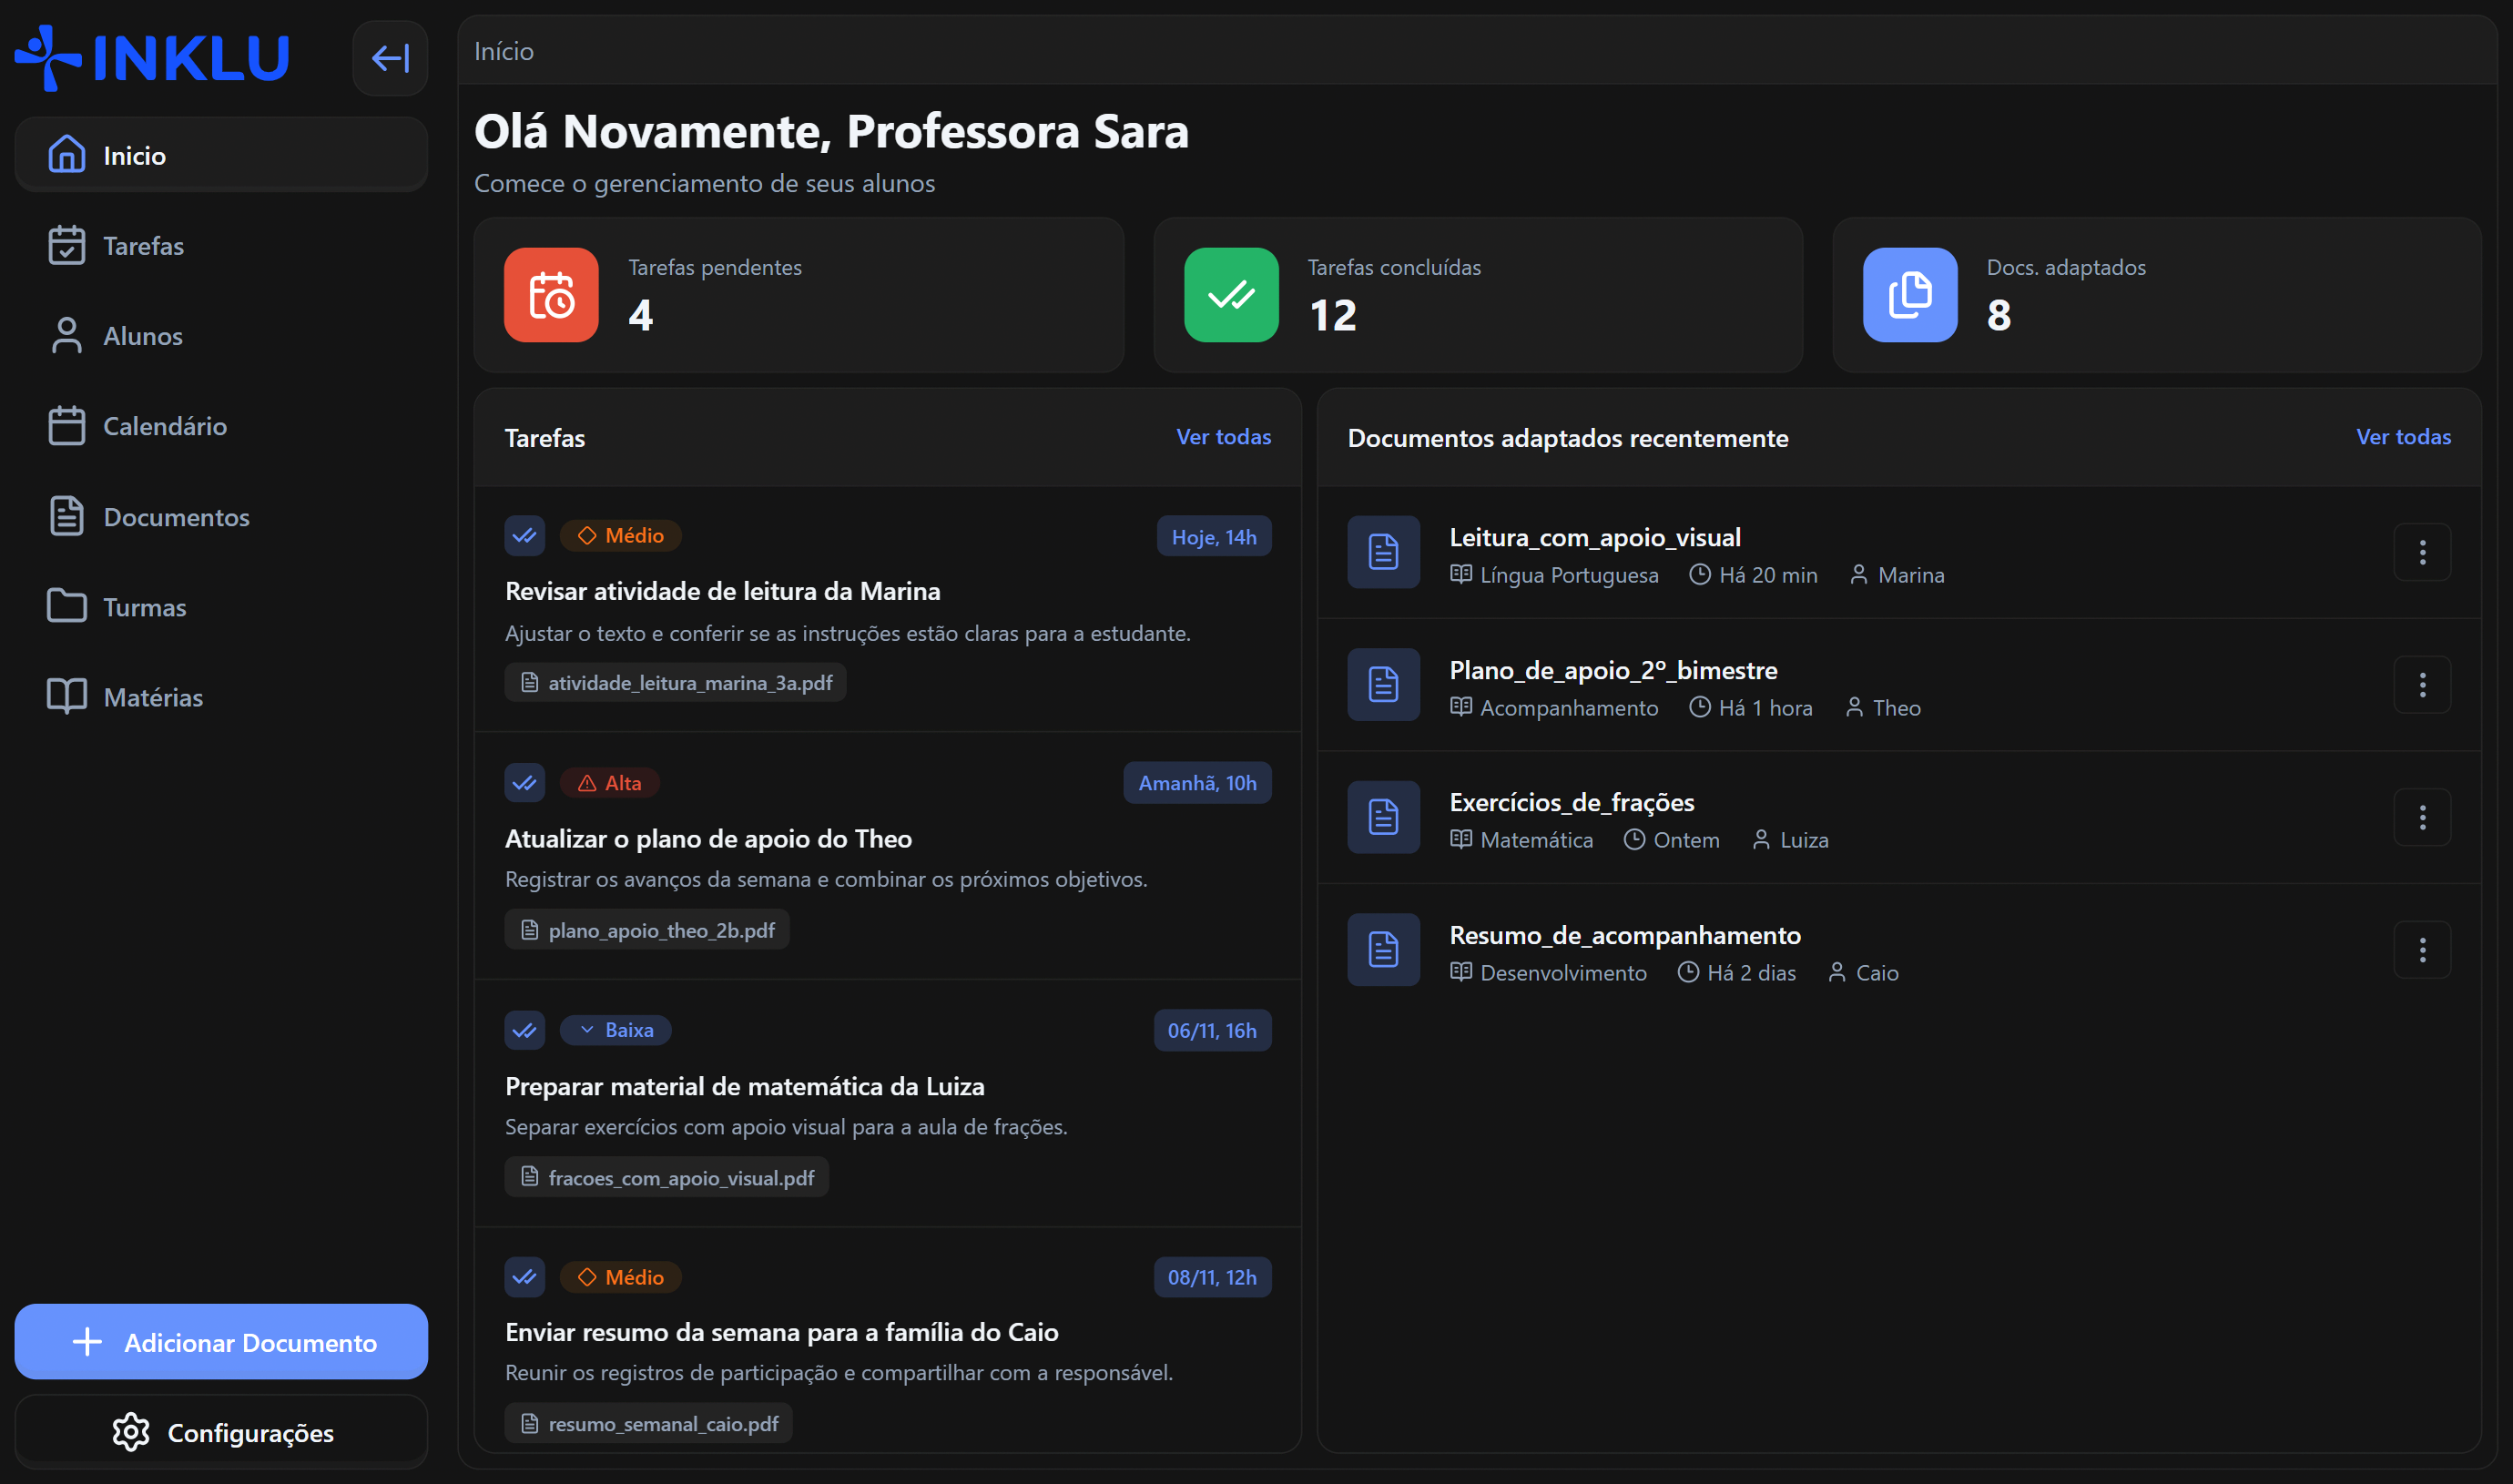 INKLU
Inicio
Tarefas
Alunos
Calendário
Documentos
Turmas
Matérias
Adicionar Documento
Configurações
Início
Olá Novamente, Professora Sara
Comece o gerenciamento de seus alunos
Tarefas pendentes
4
Tarefas concluídas
12
Docs. adaptados
8
Tarefas
Ver todas
Médio
Hoje, 14h
Revisar atividade de leitura da Marina
Ajustar o texto e conferir se as instruções estão claras para a estudante.
atividade_leitura_marina_3a.pdf
Alta
Amanhã, 10h
Atualizar o plano de apoio do Theo
Registrar os avanços da semana e combinar os próximos objetivos.
plano_apoio_theo_2b.pdf
Baixa
06/11, 16h
Preparar material de matemática da Luiza
Separar exercícios com apoio visual para a aula de frações.
fracoes_com_apoio_visual.pdf
Médio
08/11, 12h
Enviar resumo da semana para a família do Caio
Reunir os registros de participação e compartilhar com a responsável.
resumo_semanal_caio.pdf
Documentos adaptados recentemente
Ver todas
Leitura_com_apoio_visual
Língua Portuguesa Há 20 min Marina
Plano_de_apoio_2º_bimestre
Acompanhamento Há 1 hora Theo
Exercícios_de_frações
Matemática Ontem Luiza
Resumo_de_acompanhamento
Desenvolvimento Há 2 dias Caio